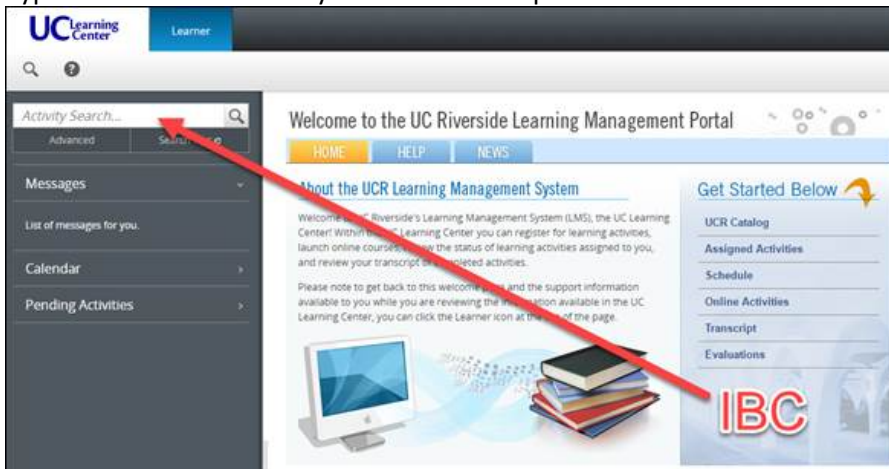 UC Learning Center
Learner
Activity Search...
Advanced
Messages
List of messages for you.
Calendar
Pending Activities
Welcome to the UC Riverside Learning Management Portal
HOME HELP NEWS
About the UCR Learning Management System
Welcome to UC Riverside's Learning Management System (LMS), the UC Learning
Center! Within the UC Learning Center you can register for learning activities,
launch online courses, view the status of learning activities assigned to you,
and review your transcript of completed activities.
Please note to get back to this welcome page and the support information
available to you while you are reviewing the information available in the UC
Learning Center, you can click the Learner icon at the top of the page.
Get Started Below
UCR Catalog
Assigned Activities
Schedule
Online Activities
Transcript
Evaluations
IBC